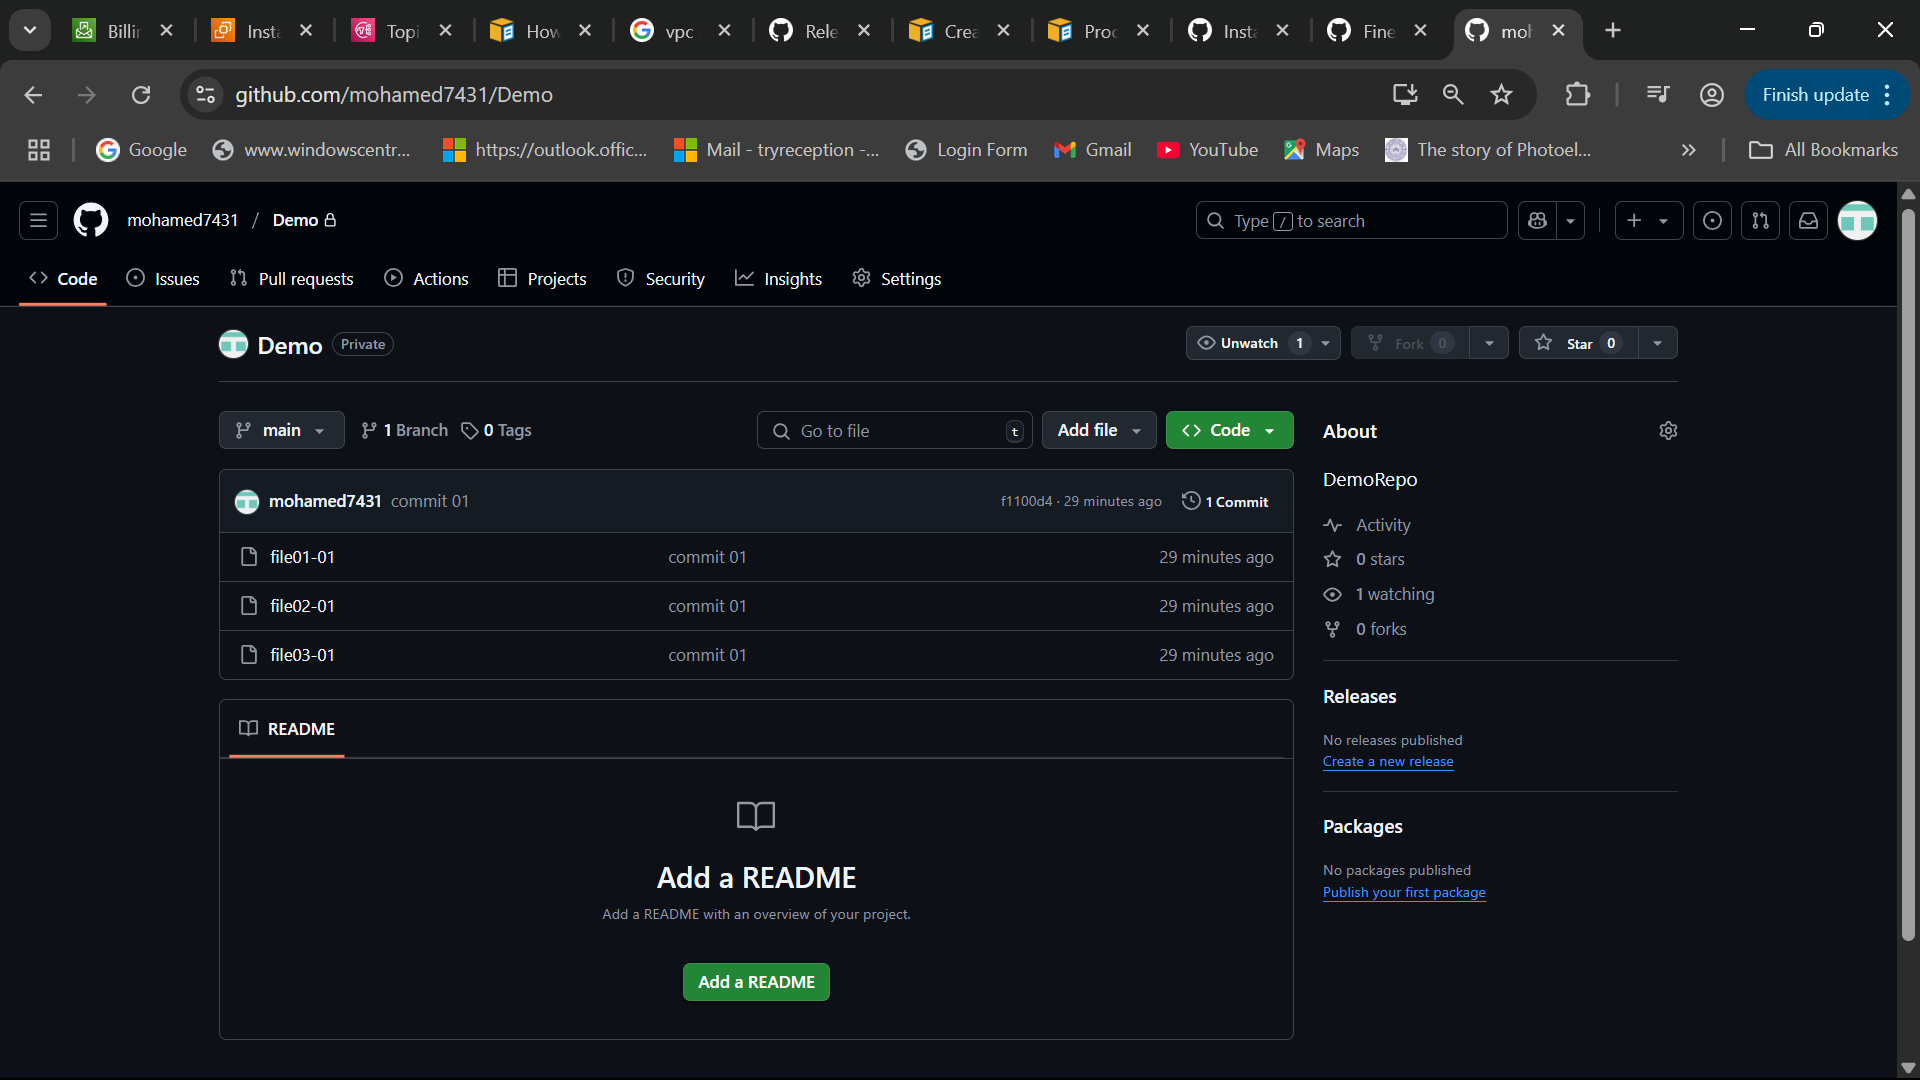 Billi
Insta
Topi
How
vpc
Rele
Crea
Proc
Insta
Fine
moh
github.com/mohamed7431/Demo
Finish update
Google
www.windowscentr...
https://outlook.offic...
Mail - tryreception -...
Login Form
Gmail
YouTube
Maps
The story of Photoel...
All Bookmarks
mohamed7431 / Demo
Type / to search
Code
Issues
Pull requests
Actions
Projects
Security
Insights
Settings
Demo Private
Unwatch 1
Fork 0
Star 0
main
1 Branch
0 Tags
Go to file t
Add file
Code
mohamed7431 commit 01
f1100d4 · 29 minutes ago
1 Commit
file01-01 commit 01 29 minutes ago
file02-01 commit 01 29 minutes ago
file03-01 commit 01 29 minutes ago
README
Add a README
Add a README with an overview of your project.
Add a README
About
DemoRepo
Activity
0 stars
1 watching
0 forks
Releases
No releases published
Create a new release
Packages
No packages published
Publish your first package